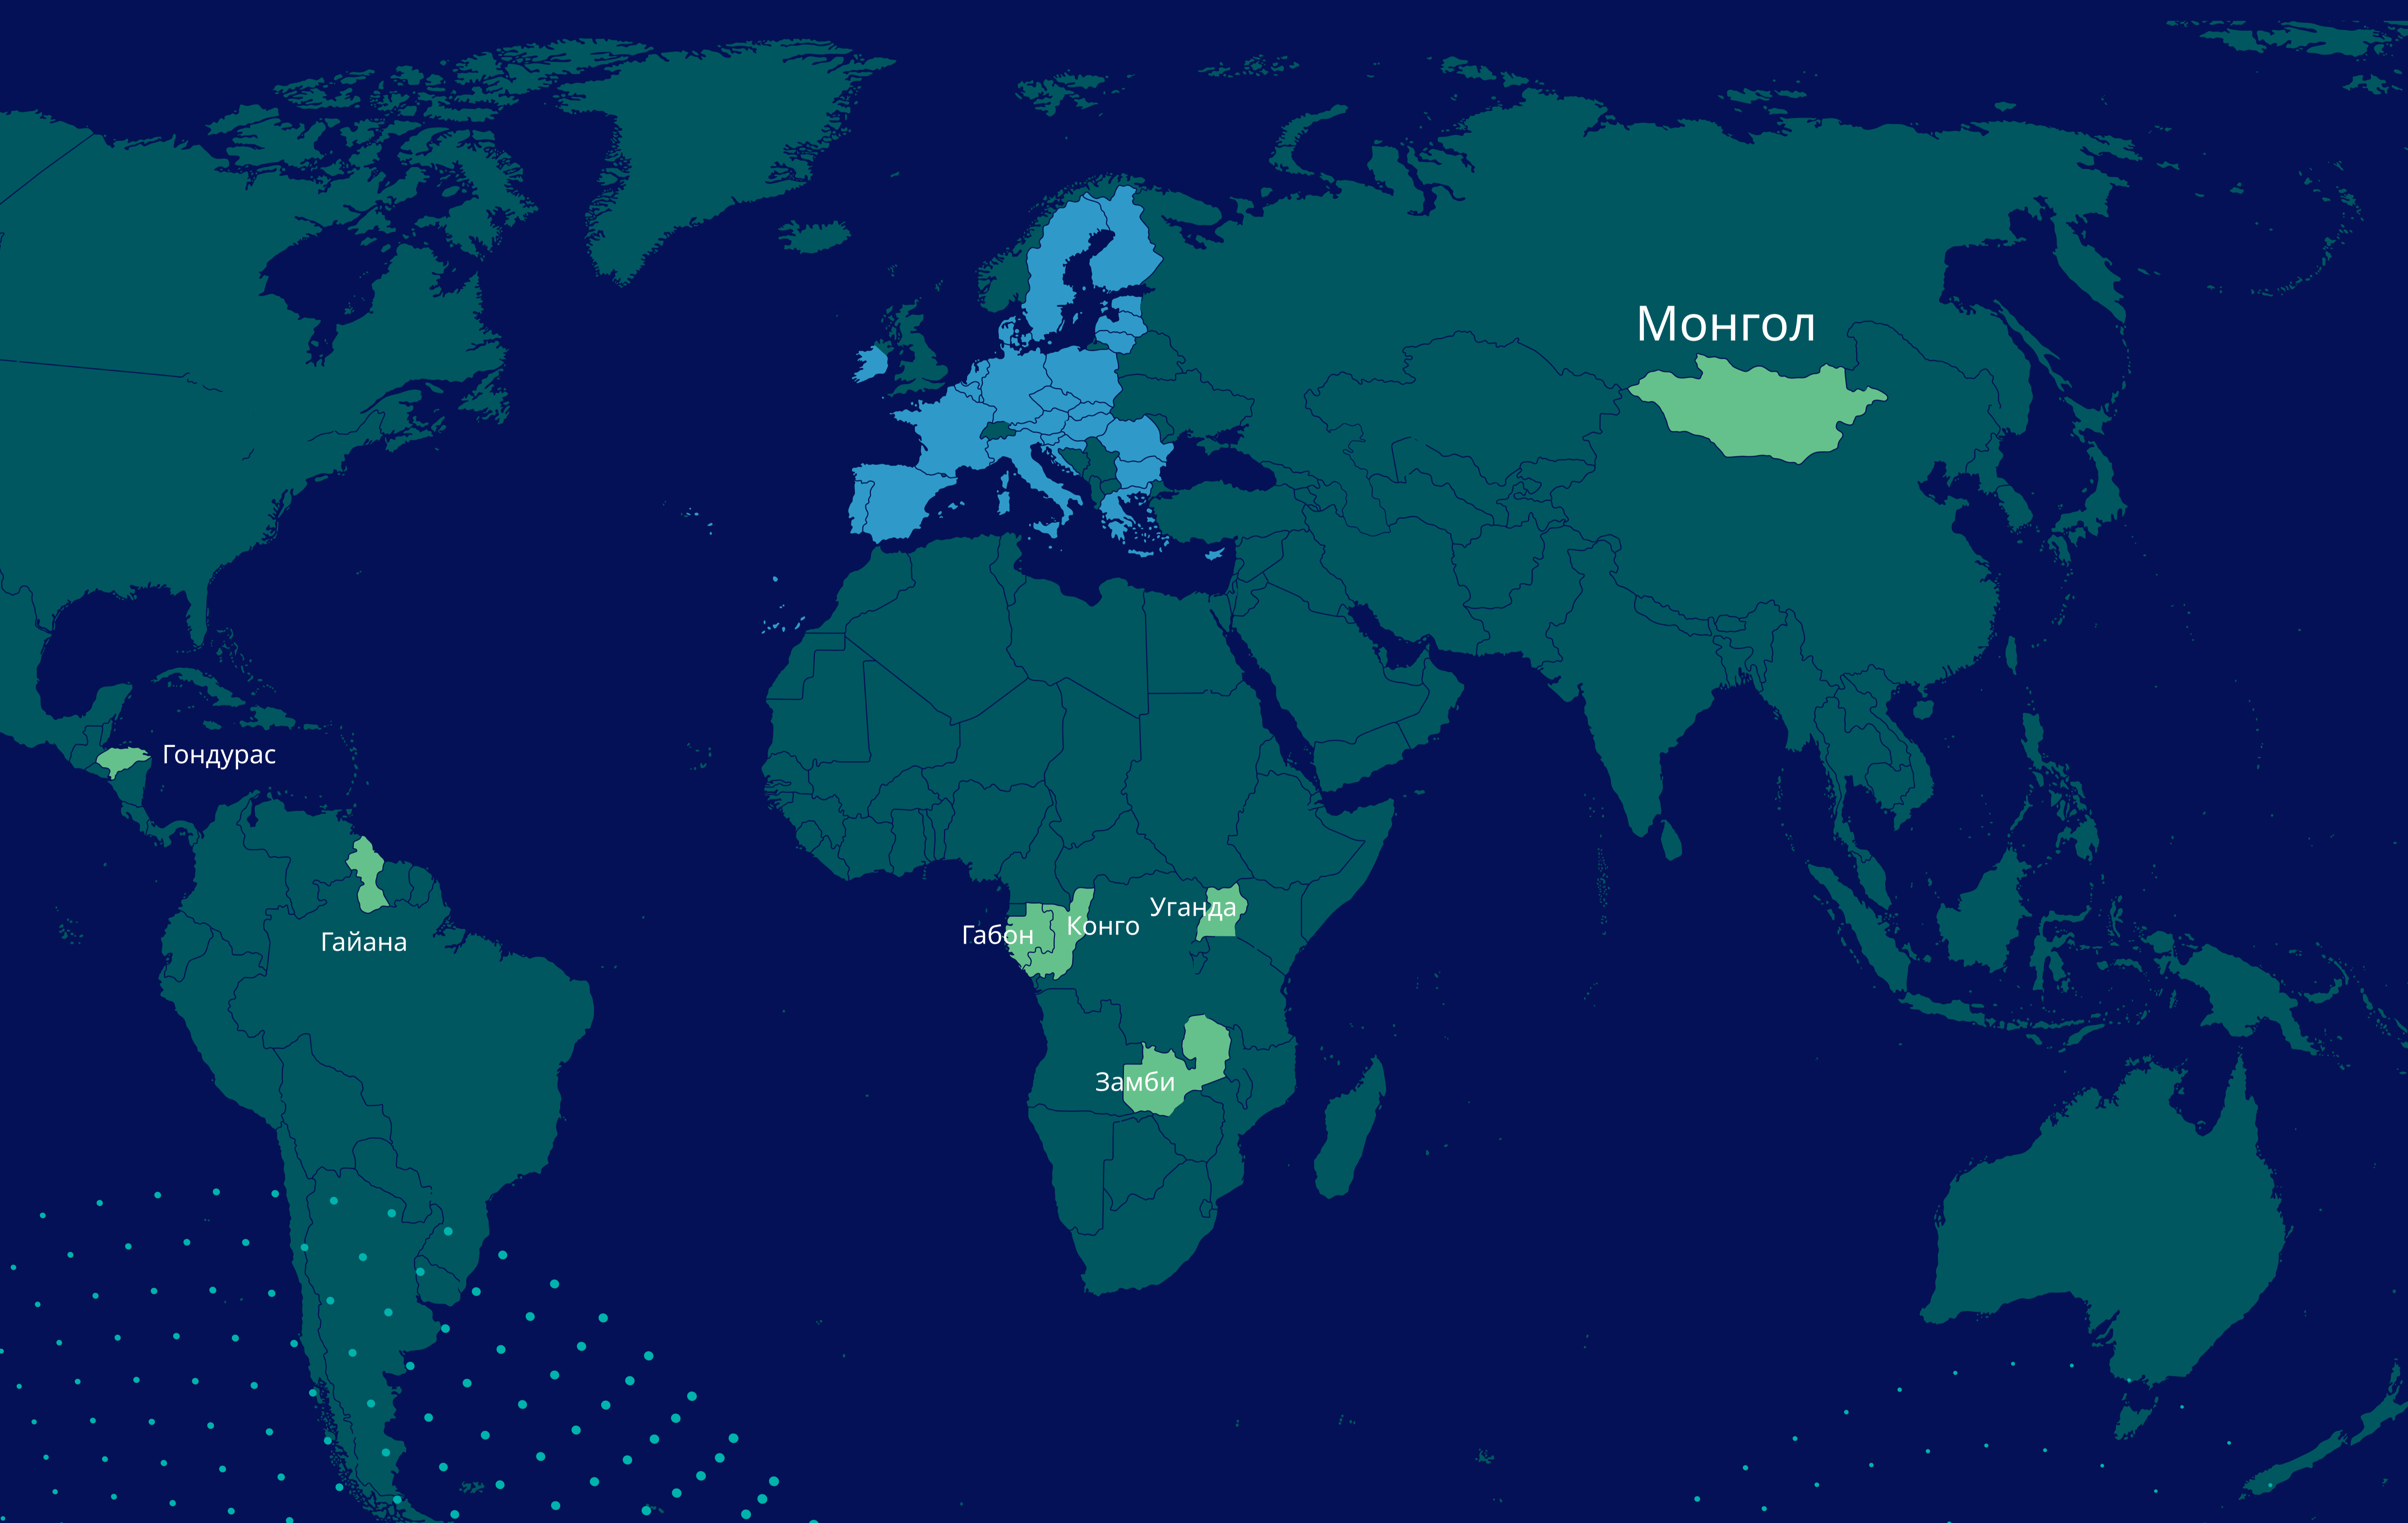 Монгол
Гондурас
Гайана
Габон
Конго
Уганда
Замби